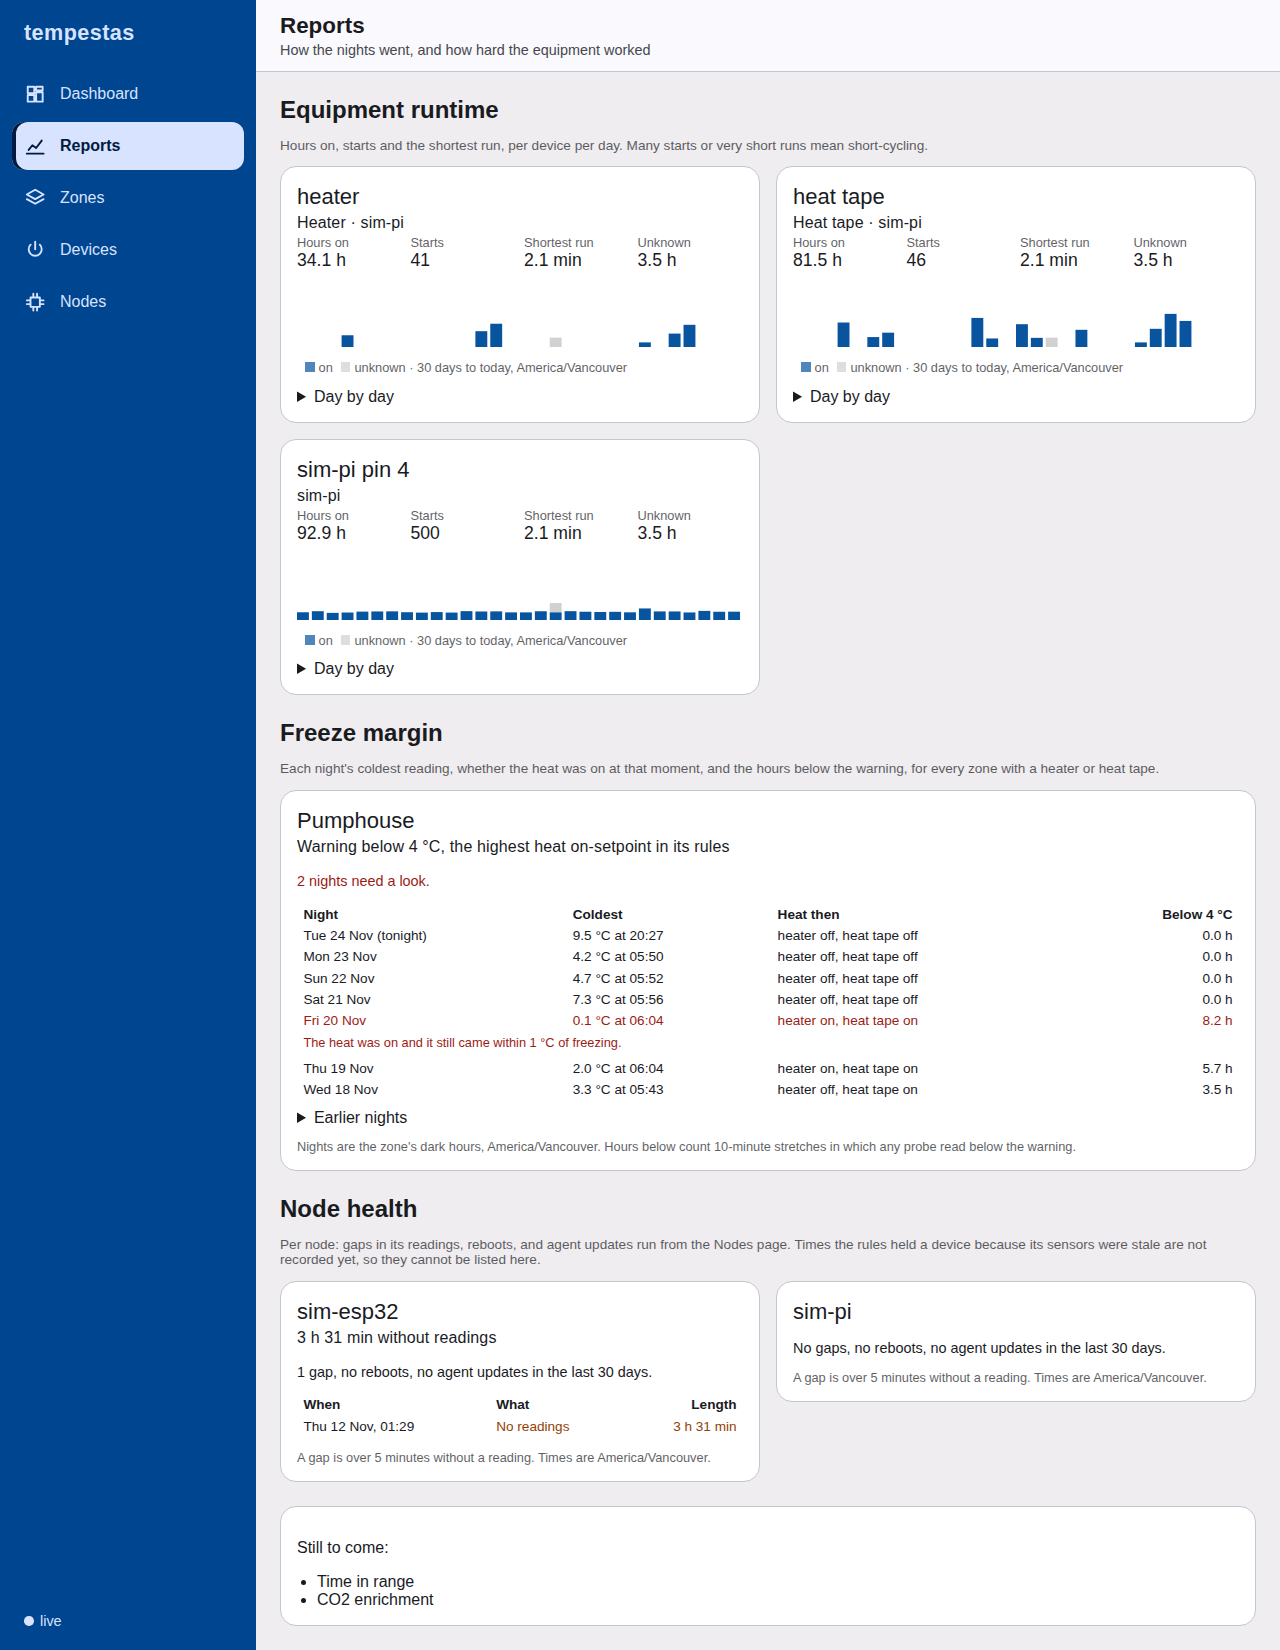 tempestas
Dashboard
Reports
Zones
Devices
Nodes
live
Reports
How the nights went, and how hard the equipment worked
Equipment runtime
Hours on, starts and the shortest run, per device per day. Many starts or very short runs mean short-cycling.
heater
Heater · sim-pi
Hours on Starts Shortest run Unknown
34.1 h 41 2.1 min 3.5 h
on unknown · 30 days to today, America/Vancouver
Day by day
heat tape
Heat tape · sim-pi
Hours on Starts Shortest run Unknown
81.5 h 46 2.1 min 3.5 h
on unknown · 30 days to today, America/Vancouver
Day by day
sim-pi pin 4
sim-pi
Hours on Starts Shortest run Unknown
92.9 h 500 2.1 min 3.5 h
on unknown · 30 days to today, America/Vancouver
Day by day
Freeze margin
Each night's coldest reading, whether the heat was on at that moment, and the hours below the warning, for every zone with a heater or heat tape.
Pumphouse
Warning below 4 °C, the highest heat on-setpoint in its rules
2 nights need a look.
Night Coldest Heat then Below 4 °C
Tue 24 Nov (tonight) 9.5 °C at 20:27 heater off, heat tape off 0.0 h
Mon 23 Nov 4.2 °C at 05:50 heater off, heat tape off 0.0 h
Sun 22 Nov 4.7 °C at 05:52 heater off, heat tape off 0.0 h
Sat 21 Nov 7.3 °C at 05:56 heater off, heat tape off 0.0 h
Fri 20 Nov 0.1 °C at 06:04 heater on, heat tape on 8.2 h
The heat was on and it still came within 1 °C of freezing.
Thu 19 Nov 2.0 °C at 06:04 heater on, heat tape on 5.7 h
Wed 18 Nov 3.3 °C at 05:43 heater off, heat tape on 3.5 h
Earlier nights
Nights are the zone's dark hours, America/Vancouver. Hours below count 10-minute stretches in which any probe read below the warning.
Node health
Per node: gaps in its readings, reboots, and agent updates run from the Nodes page. Times the rules held a device because its sensors were stale are not
recorded yet, so they cannot be listed here.
sim-esp32
3 h 31 min without readings
1 gap, no reboots, no agent updates in the last 30 days.
When What Length
Thu 12 Nov, 01:29 No readings 3 h 31 min
A gap is over 5 minutes without a reading. Times are America/Vancouver.
sim-pi
No gaps, no reboots, no agent updates in the last 30 days.
A gap is over 5 minutes without a reading. Times are America/Vancouver.
Still to come:
• Time in range
• CO2 enrichment